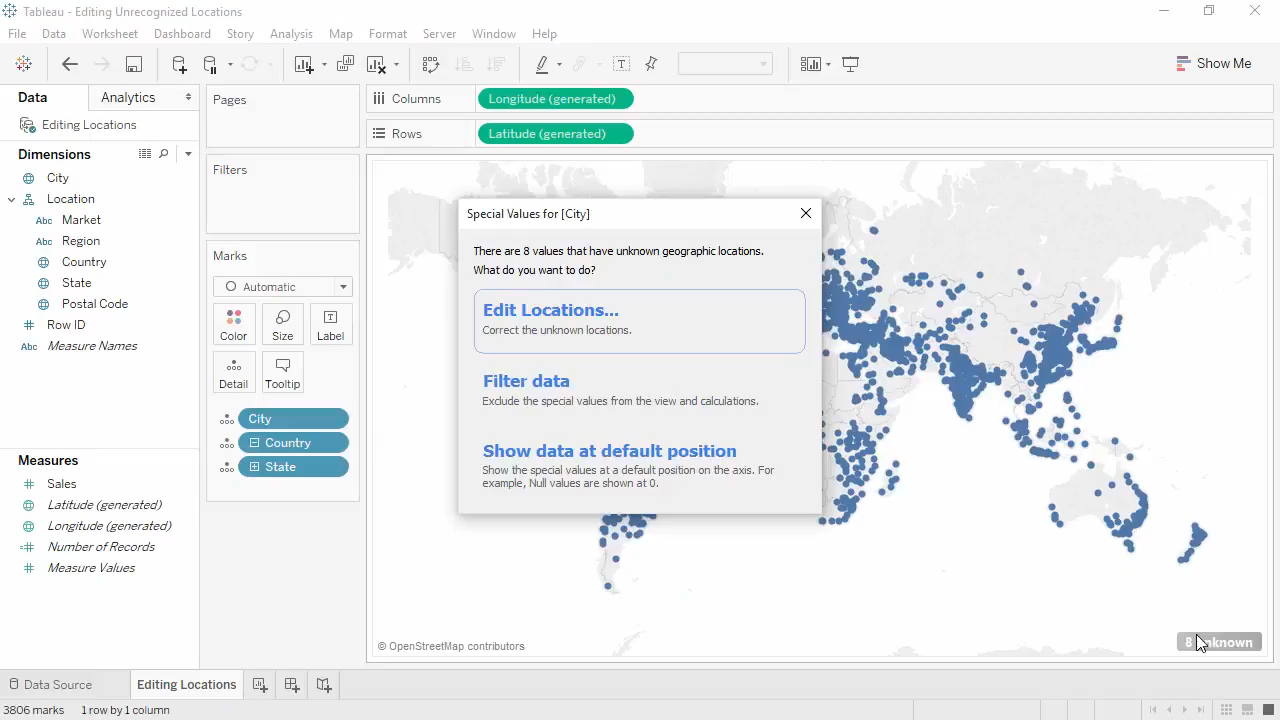 Tableau - Editing Unrecognized Locations
File Data Worksheet Dashboard Story Analysis Map Format Server Window Help
Show Me
Data Analytics
Editing Locations
Dimensions
City
Location
Abc Market
Abc Region
Country
State
Postal Code
Row ID
Abc Measure Names
Measures
Sales
Latitude (generated)
Longitude (generated)
Number of Records
Measure Values
Pages
Filters
Marks
Automatic
Color Size Label
Detail Tooltip
City
Country
State
Columns Longitude (generated)
Rows Latitude (generated)
Special Values for [City]
There are 8 values that have unknown geographic locations.
What do you want to do?
Edit Locations...
Correct the unknown locations.
Filter data
Exclude the special values from the view and calculations.
Show data at default position
Show the special values at a default position on the axis. For
example, Null values are shown at 0.
© OpenStreetMap contributors
8 unknown
Data Source Editing Locations
3806 marks 1 row by 1 column